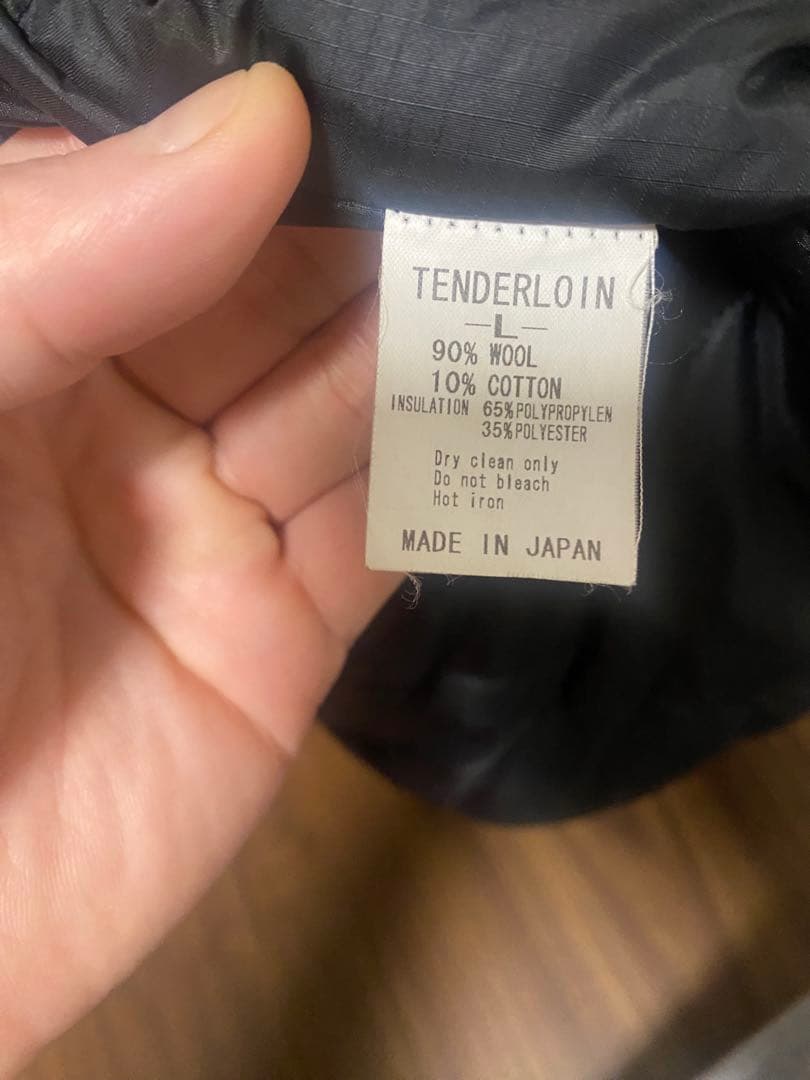 TENDERLOIN
—L—
90% WOOL
10% COTTON
INSULATION 65%POLYPROPYLEN
35%POLYESTER
Dry clean only
Do not bleach
Hot iron
MADE IN JAPAN